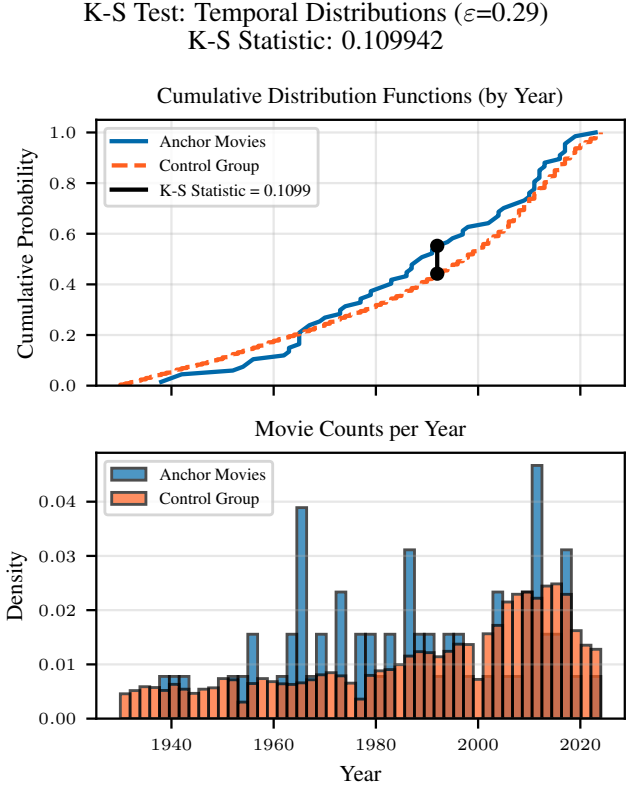 K-S Test: Temporal Distributions (ε=0.29)
K-S Statistic: 0.109942
Cumulative Distribution Functions (by Year)
Cumulative Probability
1.0
0.8
0.6
0.4
0.2
0.0
Anchor Movies
Control Group
K-S Statistic = 0.1099
Movie Counts per Year
Density
0.04
0.03
0.02
0.01
0.00
Anchor Movies
Control Group
1940 1960 1980 2000 2020
Year